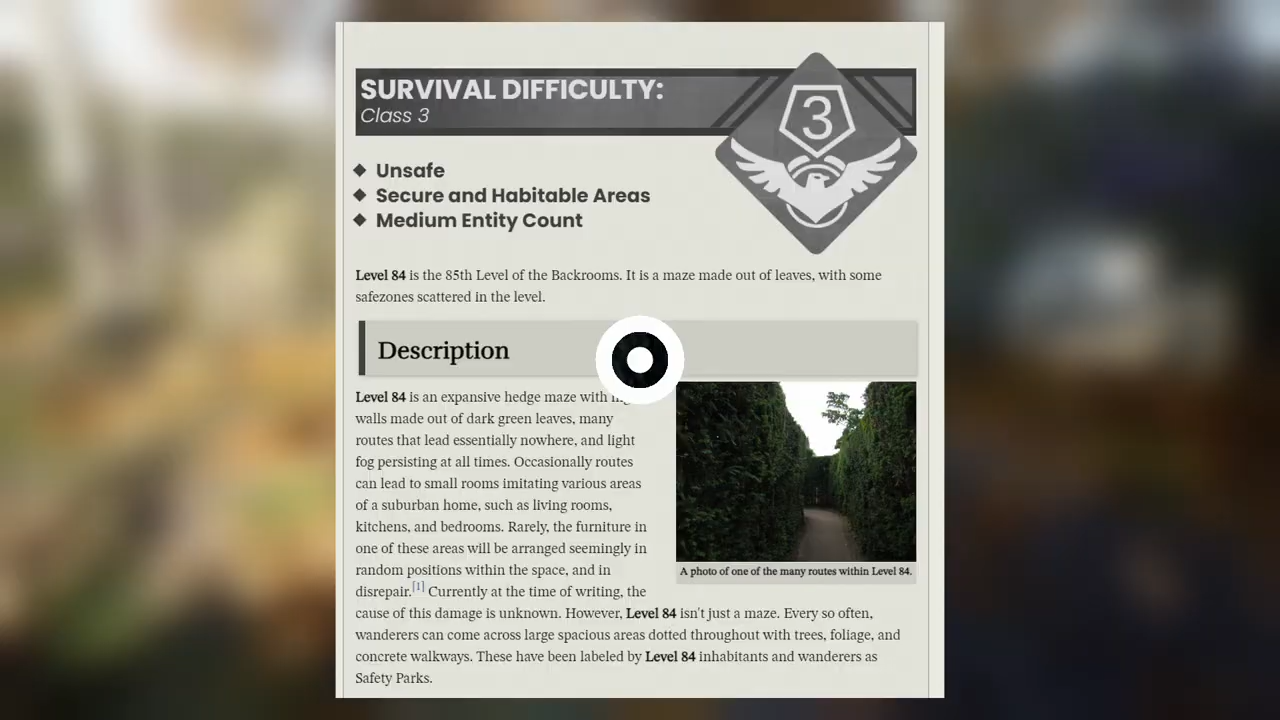 SURVIVAL DIFFICULTY:
Class 3
3
Unsafe
Secure and Habitable Areas
Medium Entity Count
Level 84 is the 85th Level of the Backrooms. It is a maze made out of leaves, with some
safezones scattered in the level.
Description
Level 84 is an expansive hedge maze with
walls made out of dark green leaves, many
routes that lead essentially nowhere, and light
fog persisting at all times. Occasionally routes
can lead to small rooms imitating various areas
of a suburban home, such as living rooms,
kitchens, and bedrooms. Rarely, the furniture in
one of these areas will be arranged seemingly in
random positions within the space, and in
disrepair.[1] Currently at the time of writing, the
A photo of one of the many routes within Level 84.
cause of this damage is unknown. However, Level 84 isn't just a maze. Every so often,
wanderers can come across large spacious areas dotted throughout with trees, foliage, and
concrete walkways. These have been labeled by Level 84 inhabitants and wanderers as
Safety Parks.